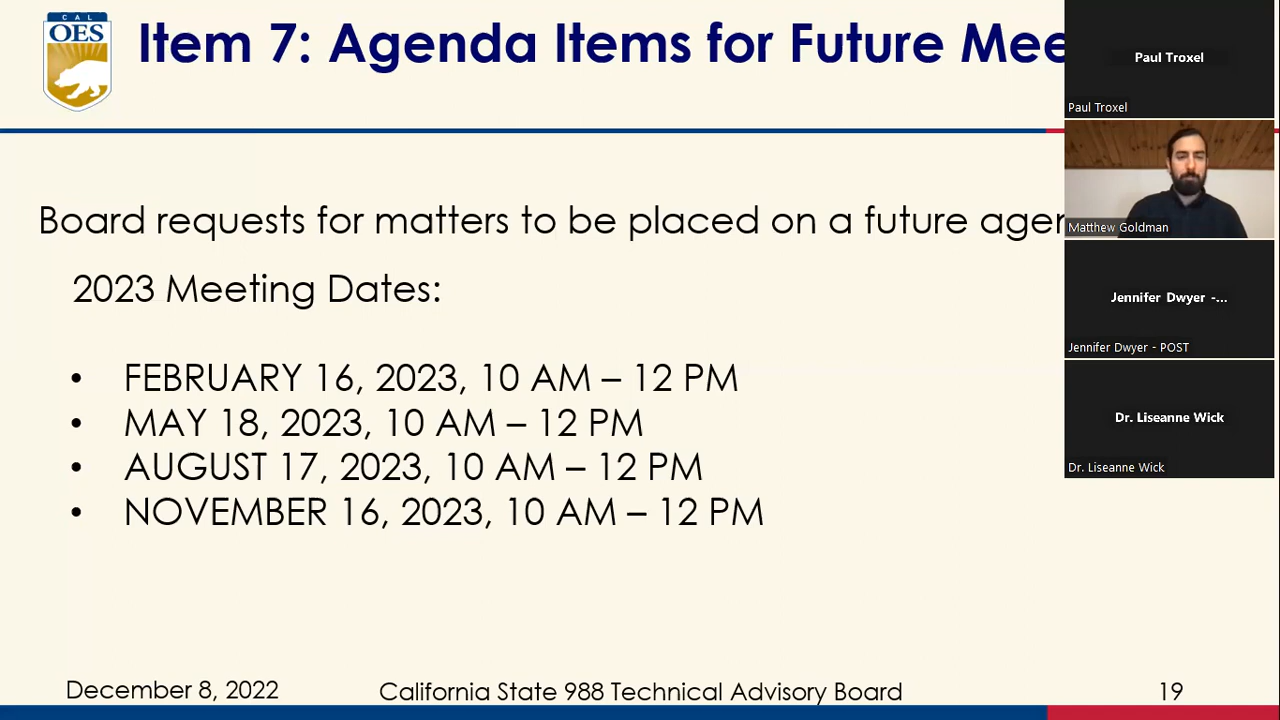 CAL
OES
Item 7: Agenda Items for Future Mee
Board requests for matters to be placed on a future agen
2023 Meeting Dates:
• FEBRUARY 16, 2023, 10 AM – 12 PM
• MAY 18, 2023, 10 AM – 12 PM
• AUGUST 17, 2023, 10 AM – 12 PM
• NOVEMBER 16, 2023, 10 AM – 12 PM
December 8, 2022
California State 988 Technical Advisory Board
19
Paul Troxel
Paul Troxel
Matthew Goldman
Jennifer Dwyer -...
Jennifer Dwyer - POST
Dr. Liseanne Wick
Dr. Liseanne Wick